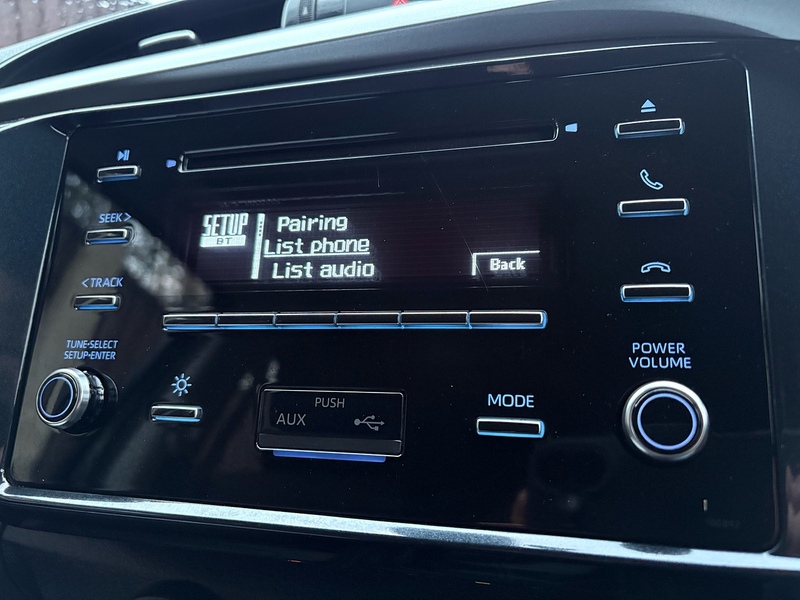 SEEK >
< TRACK
TUNE•SELECT
SETUP•ENTER
SETUP
BT
Pairing
List phone
List audio
Back
PUSH
AUX
MODE
POWER
VOLUME